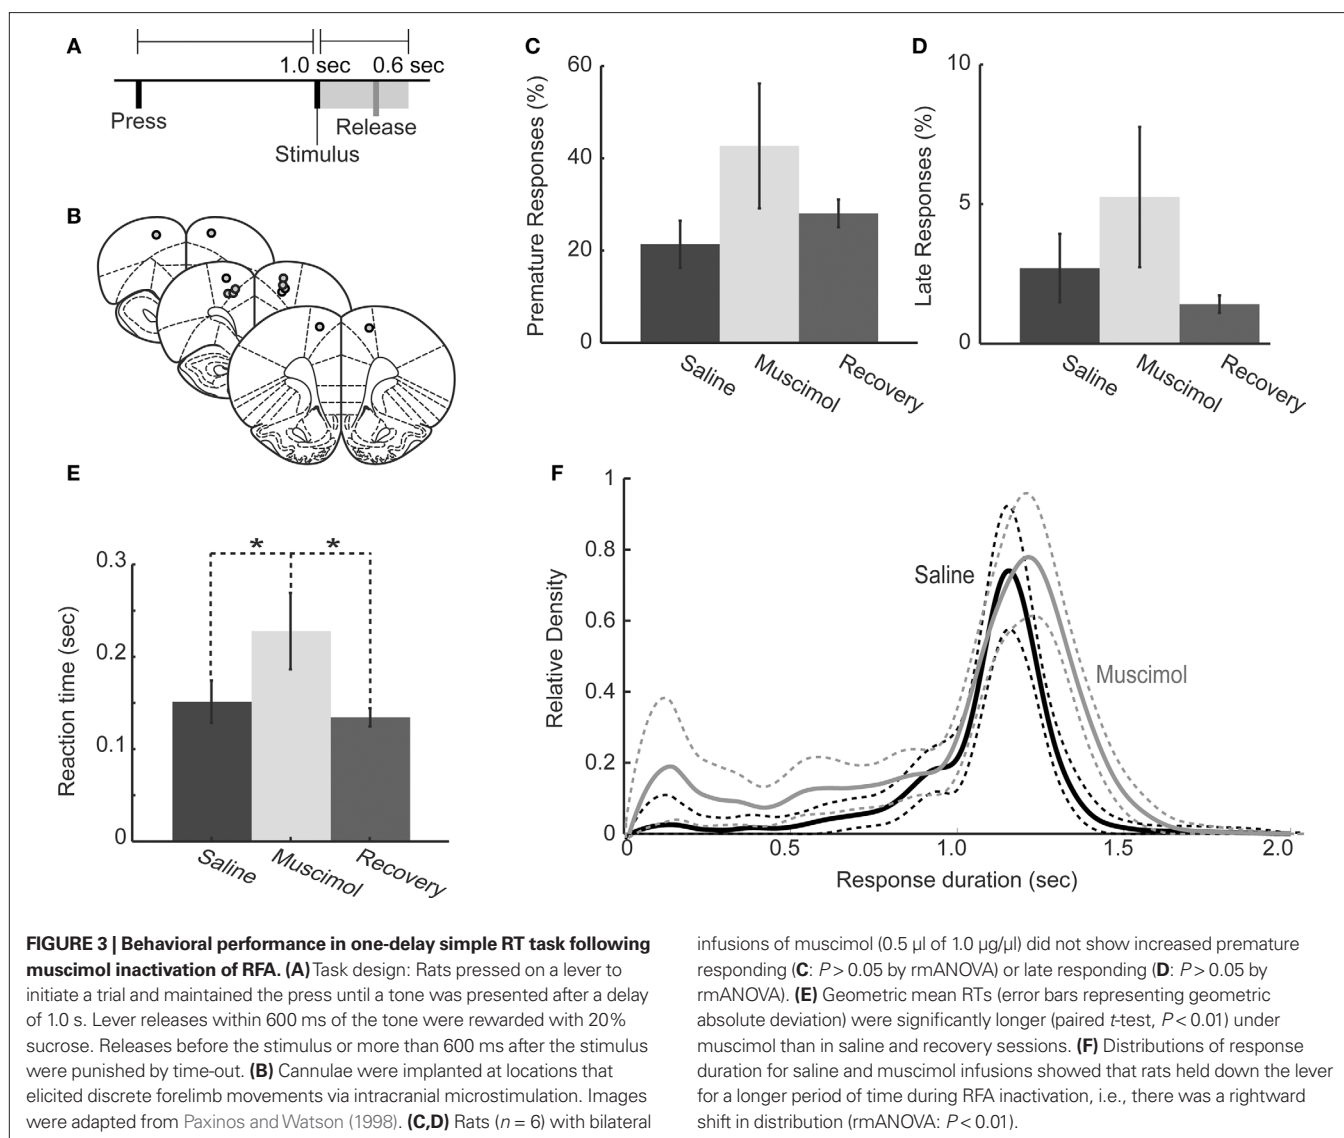 A
1.0 sec 0.6 sec
Press
Release
Stimulus
B
C
Premature Responses (%)
60
40
20
0
Saline
Muscimol
Recovery
D
Late Responses (%)
10
5
0
Saline
Muscimol
Recovery
E
Reaction time (sec)
0.3
0.2
0.1
0
* *
Saline
Muscimol
Recovery
F
Relative Density
1
0.8
0.6
0.4
0.2
0
Saline
Muscimol
0 0.5 1.0 1.5 2.0
Response duration (sec)
FIGURE 3 | Behavioral performance in one-delay simple RT task following
muscimol inactivation of RFA. (A) Task design: Rats pressed on a lever to
initiate a trial and maintained the press until a tone was presented after a delay
of 1.0 s. Lever releases within 600 ms of the tone were rewarded with 20%
sucrose. Releases before the stimulus or more than 600 ms after the stimulus
were punished by time-out. (B) Cannulae were implanted at locations that
elicited discrete forelimb movements via intracranial microstimulation. Images
were adapted from Paxinos and Watson (1998). (C,D) Rats (n = 6) with bilateral
infusions of muscimol (0.5 µl of 1.0 µg/µl) did not show increased premature
responding (C: P > 0.05 by rmANOVA) or late responding (D: P > 0.05 by
rmANOVA). (E) Geometric mean RTs (error bars representing geometric
absolute deviation) were significantly longer (paired t-test, P < 0.01) under
muscimol than in saline and recovery sessions. (F) Distributions of response
duration for saline and muscimol infusions showed that rats held down the lever
for a longer period of time during RFA inactivation, i.e., there was a rightward
shift in distribution (rmANOVA: P < 0.01).